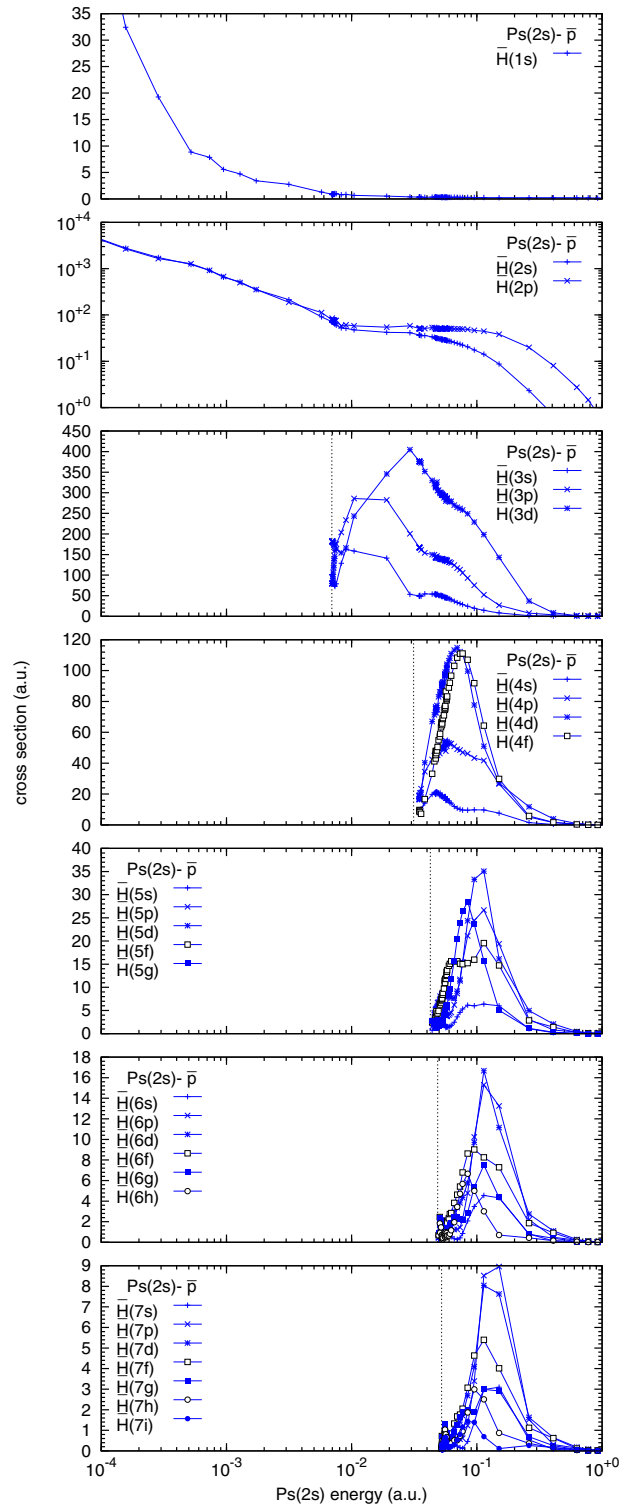 Ps(2s)- p̅
H̅(1s)
35
30
25
20
15
10
5
0
Ps(2s)- p̅
H̅(2s)
H(2p)
10+4
10+3
10+2
10+1
10+0
Ps(2s)- p̅
H̅(3s)
H̅(3p)
H(3d)
450
400
350
300
250
200
150
100
50
0
Ps(2s)- p̅
H̅(4s)
H̅(4p)
H̅(4d)
H(4f)
120
100
80
60
40
20
0
cross section (a.u.)
Ps(2s)- p̅
H̅(5s)
H̅(5p)
H̅(5d)
H̅(5f)
H(5g)
40
35
30
25
20
15
10
5
0
Ps(2s)- p̅
H̅(6s)
H̅(6p)
H̅(6d)
H̅(6f)
H̅(6g)
H(6h)
18
16
14
12
10
8
6
4
2
0
Ps(2s)- p̅
H̅(7s)
H̅(7p)
H̅(7d)
H̅(7f)
H̅(7g)
H̅(7h)
H(7i)
9
8
7
6
5
4
3
2
1
0
10-4 10-3 10-2 10-1 10+0
Ps(2s) energy (a.u.)